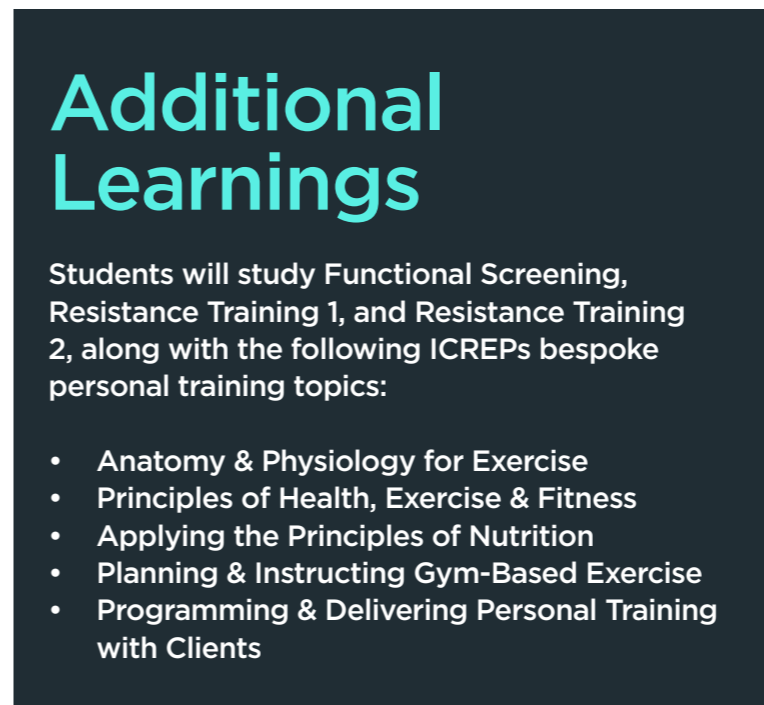 Additional
Learnings
Students will study Functional Screening,
Resistance Training 1, and Resistance Training
2, along with the following ICREPs bespoke
personal training topics:
• Anatomy & Physiology for Exercise
• Principles of Health, Exercise & Fitness
• Applying the Principles of Nutrition
• Planning & Instructing Gym-Based Exercise
• Programming & Delivering Personal Training
with Clients